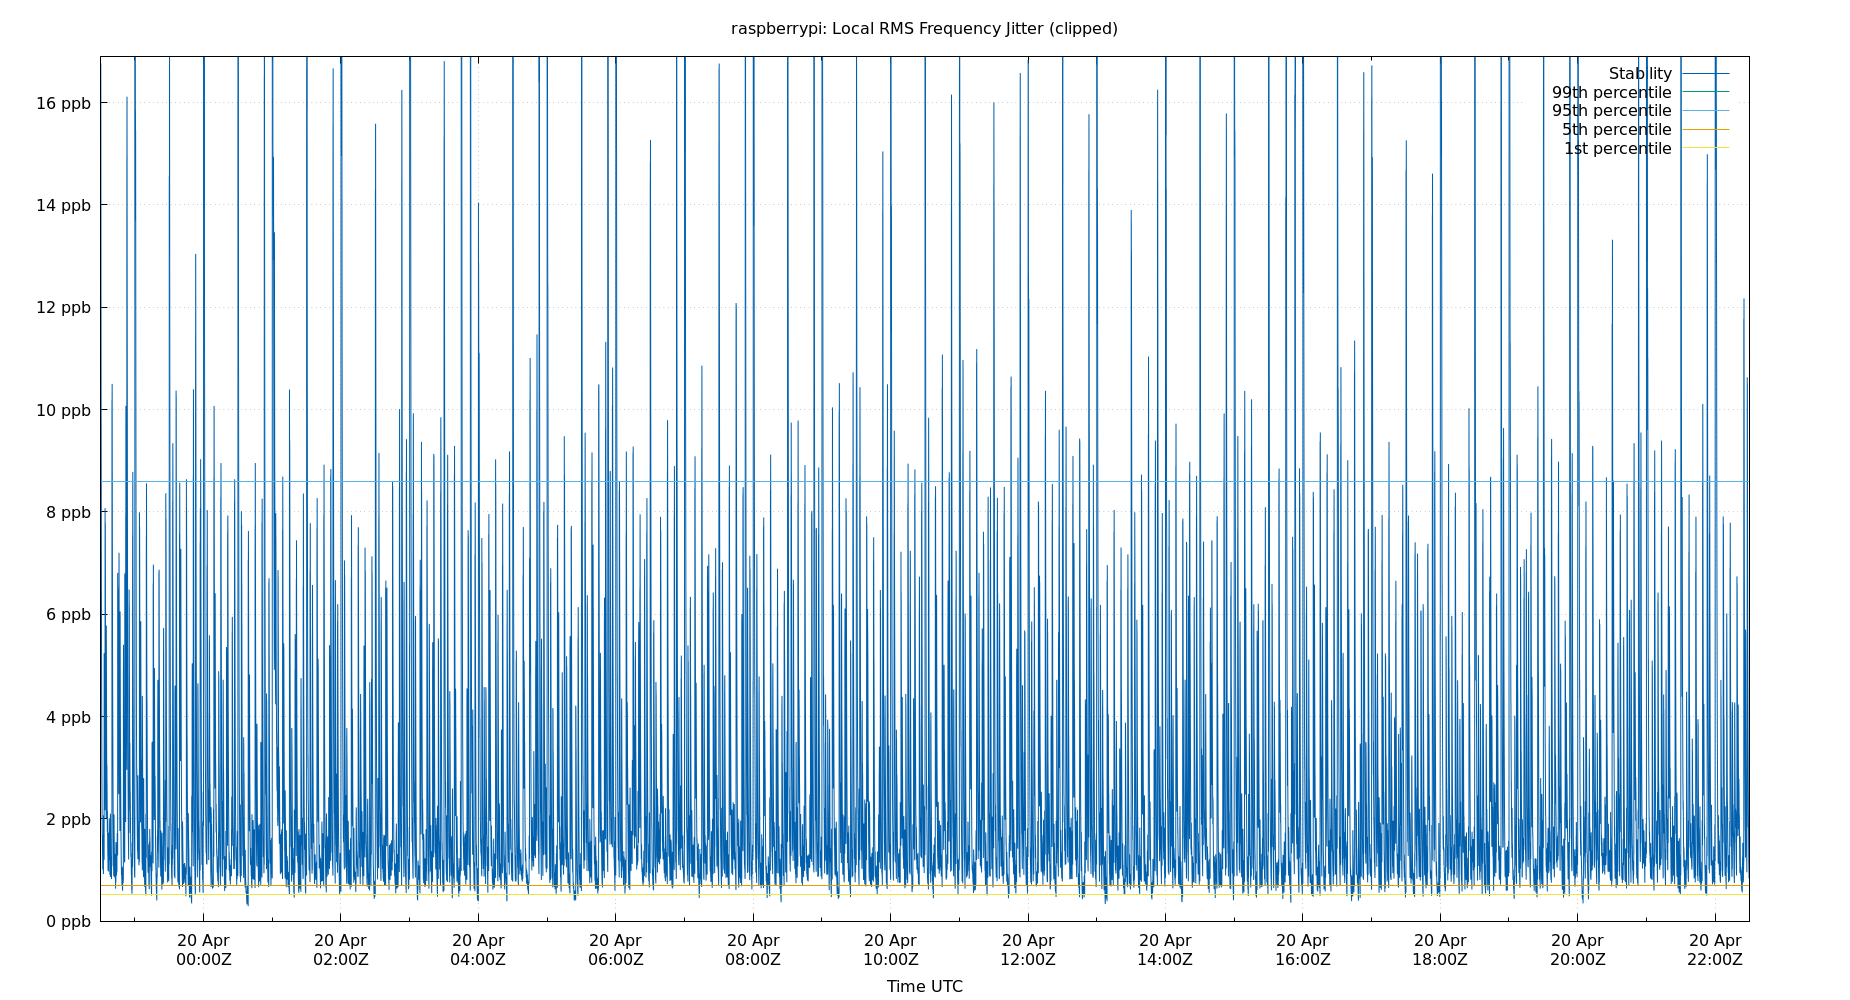 raspberrypi: Local RMS Frequency Jitter (clipped)
Stability
99th percentile
95th percentile
5th percentile
1st percentile
16 ppb
14 ppb
12 ppb
10 ppb
8 ppb
6 ppb
4 ppb
2 ppb
0 ppb
20 Apr 20 Apr 20 Apr 20 Apr 20 Apr 20 Apr 20 Apr 20 Apr 20 Apr 20 Apr 20 Apr 20 Apr
00:00Z 02:00Z 04:00Z 06:00Z 08:00Z 10:00Z 12:00Z 14:00Z 16:00Z 18:00Z 20:00Z 22:00Z
Time UTC